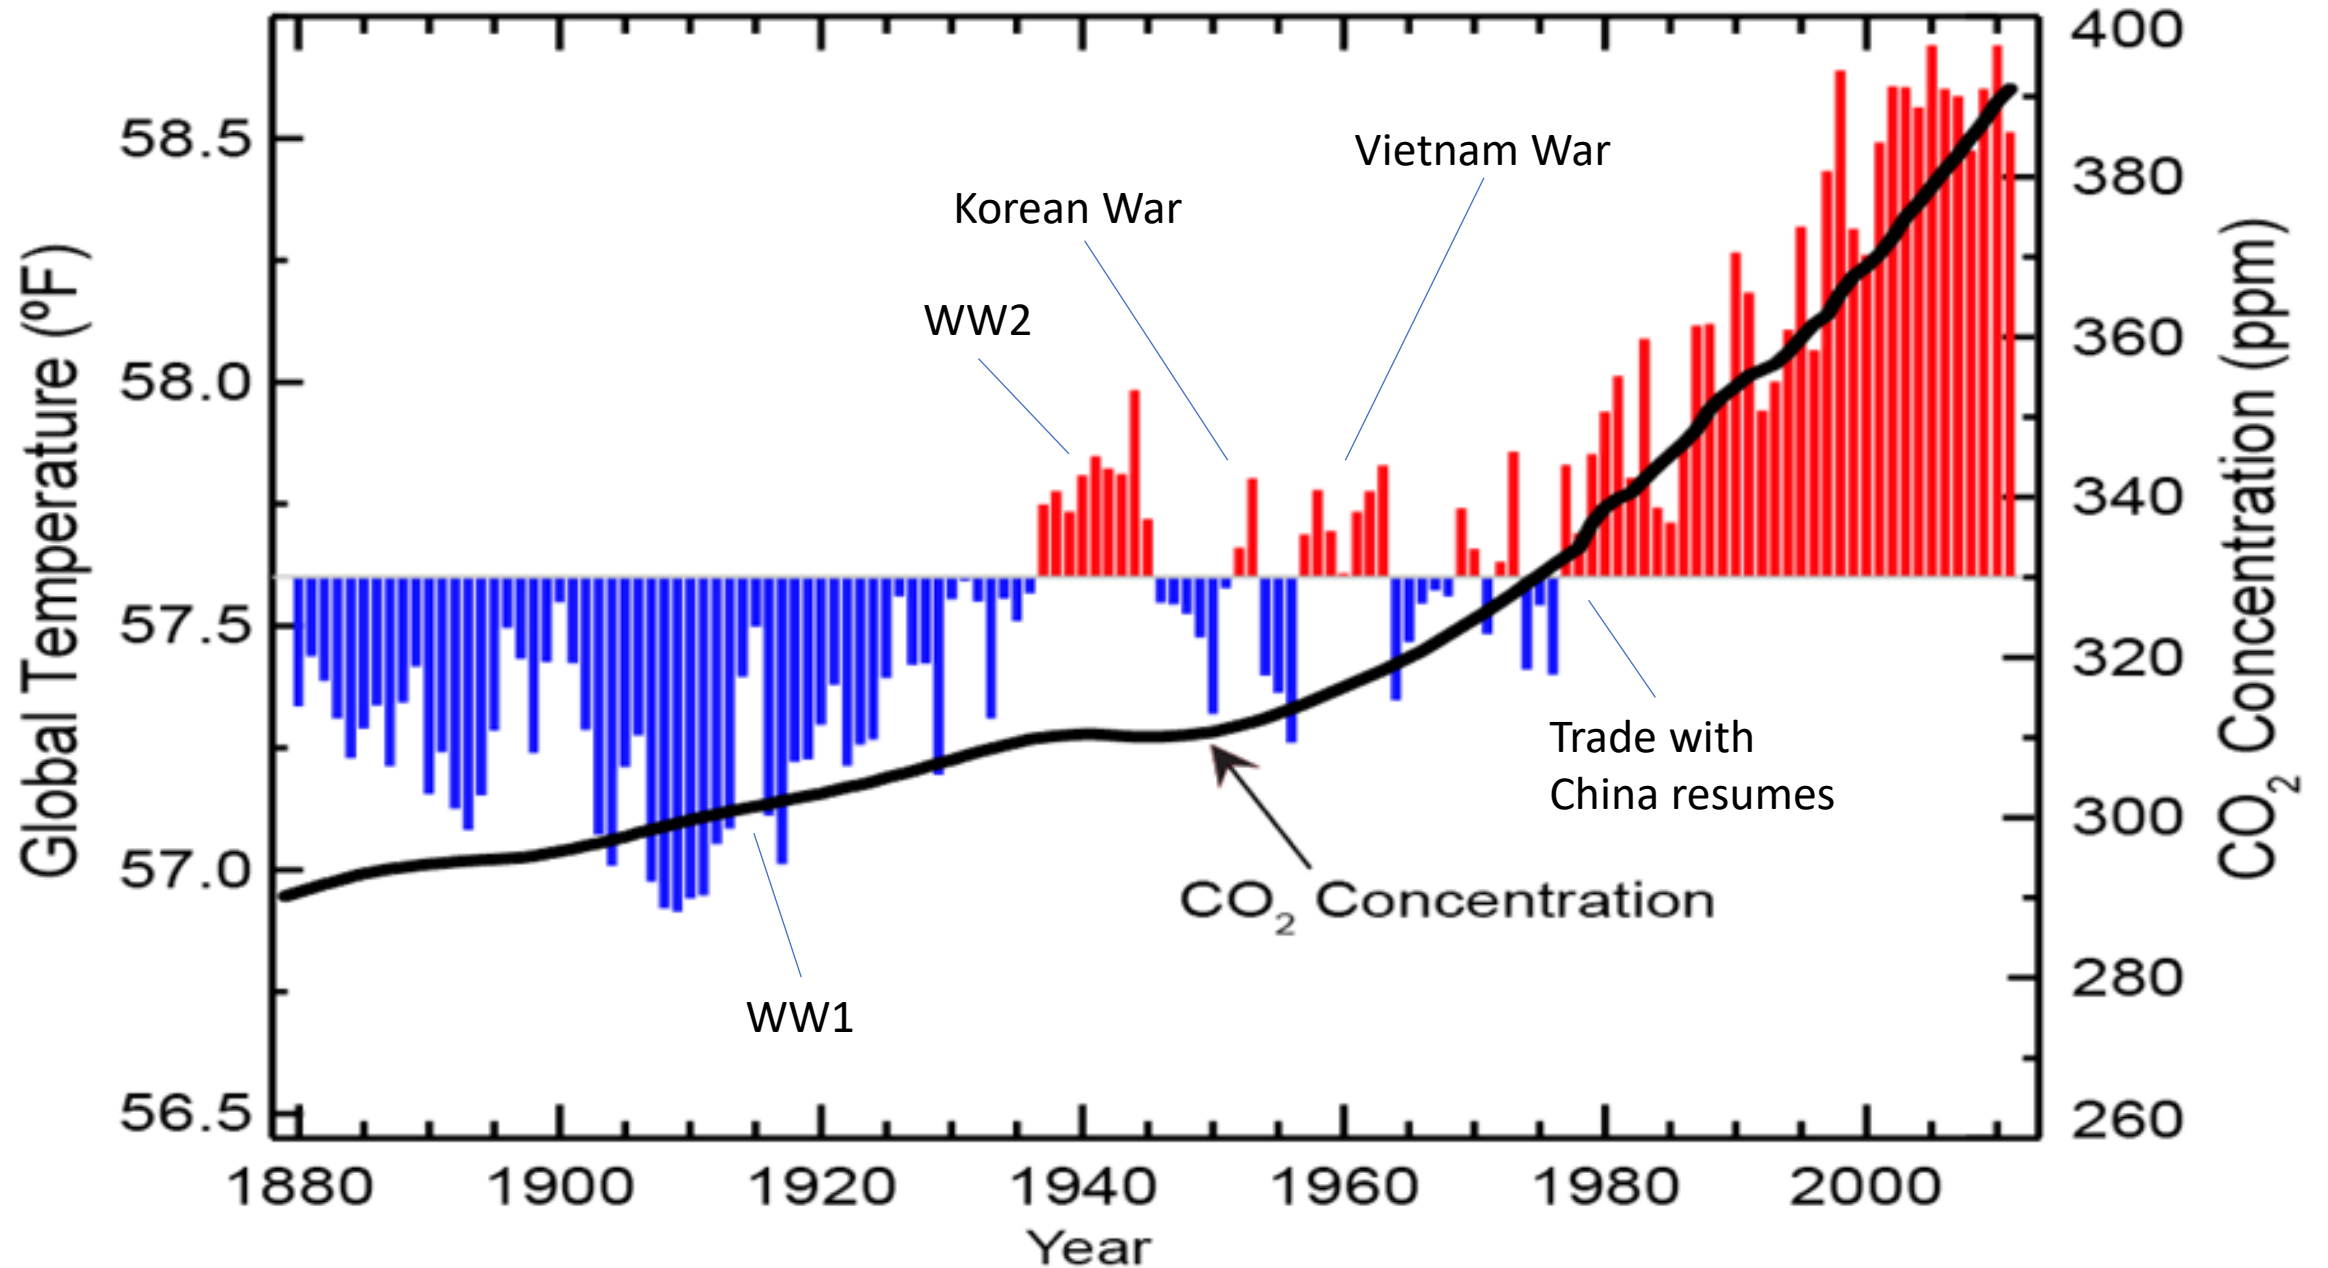 Global Temperature (ºF)
58.5
58.0
57.5
57.0
56.5
400
380
360
340
320
300
280
260
CO2 Concentration (ppm)
Vietnam War
Korean War
WW2
Trade with
China resumes
CO2 Concentration
WW1
1880
1900
1920
1940
1960
1980
2000
Year